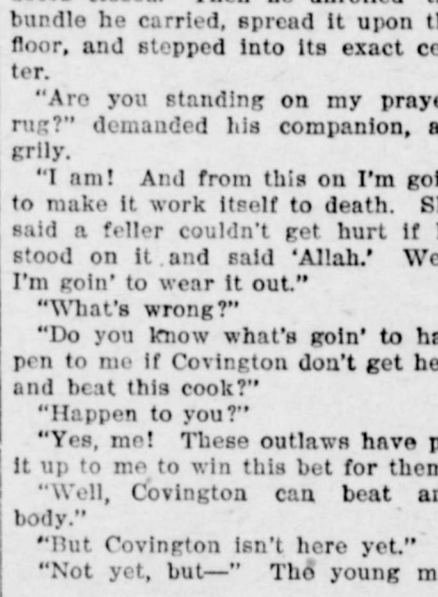 bundle he carried, spread it upon t
floor, and stepped into its exact ce
ter.
"Are you standing on my praye
rug?" demanded his companion, a
grily.
"I am! And from this on I'm goi
to make it work itself to death. S
said a feller couldn't get hurt if
stood on it and said 'Allah.' We
I'm goin' to wear it out."
"What's wrong?"
"Do you know what's goin' to ha
pen to me if Covington don't get he
and beat this cook?"
"Happen to you?"
"Yes, me! These outlaws have p
it up to me to win this bet for them
"Well, Covington can beat an
body."
"But Covington isn't here yet."
"Not yet, but—" The young m